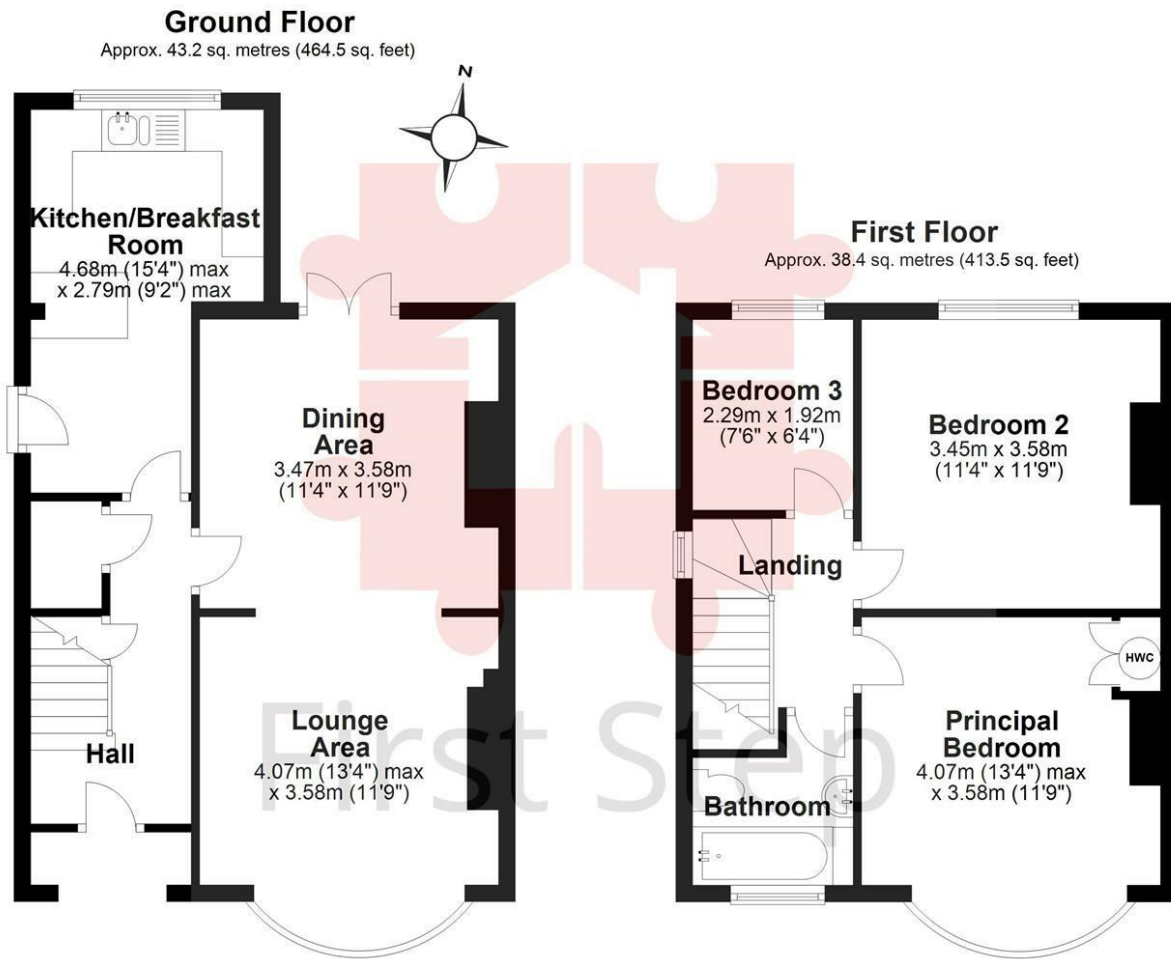 Ground Floor
Approx. 43.2 sq. metres (464.5 sq. feet)
N
Kitchen/Breakfast
Room
4.68m (15'4") max
x 2.79m (9'2") max
Dining
Area
3.47m x 3.58m
(11'4" x 11'9")
Lounge
Area
4.07m (13'4") max
x 3.58m (11'9")
Hall
First Floor
Approx. 38.4 sq. metres (413.5 sq. feet)
Bedroom 3
2.29m x 1.92m
(7'6" x 6'4")
Bedroom 2
3.45m x 3.58m
(11'4" x 11'9")
Landing
HWC
Principal
Bedroom
4.07m (13'4") max
x 3.58m (11'9")
Bathroom
First Step